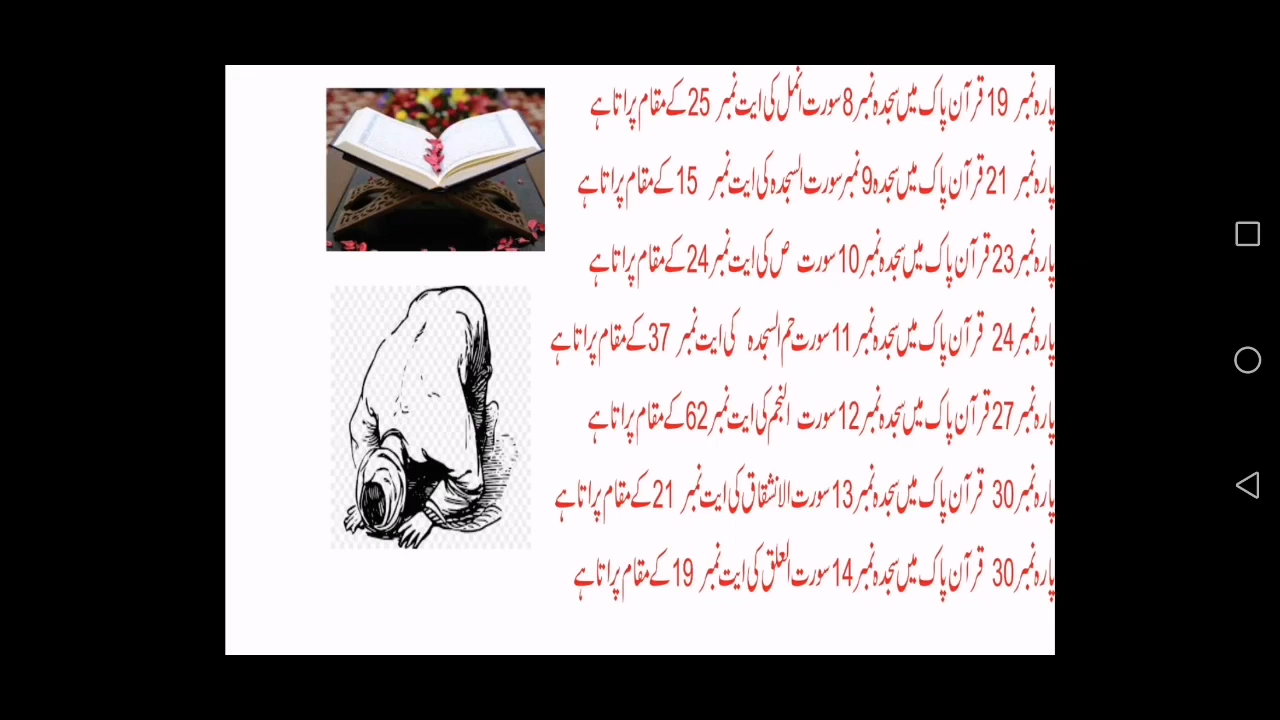 پارہ نمبر 19 قرآن پاک میں سجدہ نمبر 8 سورت انمل کی ایت نمبر 25 کے مقام پر اتا ہے
پارہ نمبر 21 قرآن پاک میں سجدہ 9 نمبر سورت السجدہ کی ایت نمبر 15 کے مقام پر اتا ہے
پارہ نمبر 23 قرآن پاک میں سجدہ نمبر 10 سورت ص کی ایت نمبر 24 کے مقام پر اتا ہے
پارہ نمبر 24 قرآن پاک میں سجدہ نمبر 11 سورت حم السجدہ کی ایت نمبر 37 کے مقام پر اتا ہے
پارہ نمبر 27 قرآن پاک میں سجدہ نمبر 12 سورت النجم کی ایت نمبر 62 کے مقام پر اتا ہے
پارہ نمبر 30 قرآن پاک میں سجدہ نمبر 13 سورت الانشقاق کی ایت نمبر 21 کے مقام پر اتا ہے
پارہ نمبر 30 قرآن پاک میں سجدہ نمبر 14 سورت العلق کی ایت نمبر 19 کے مقام پر اتا ہے